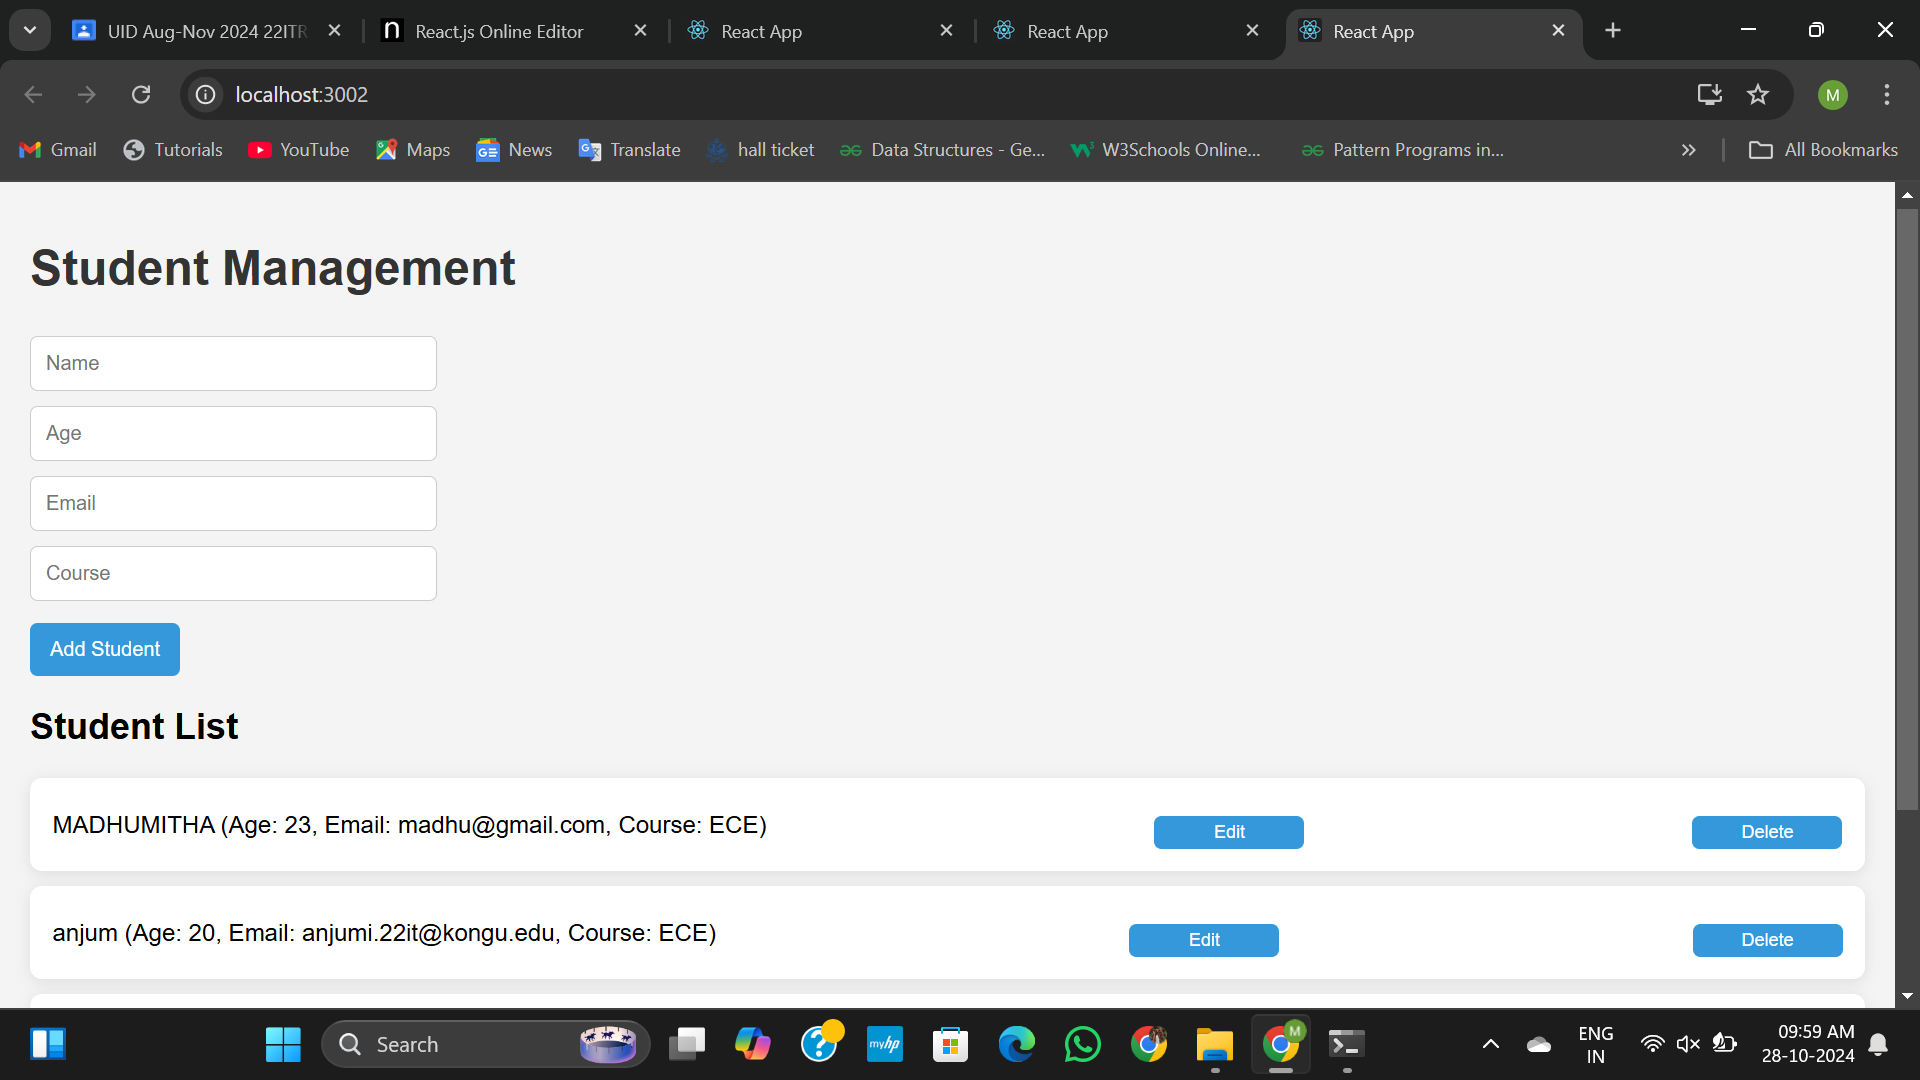 UID Aug-Nov 2024 22ITR
React.js Online Editor
React App
React App
React App
localhost:3002
M
Gmail
Tutorials
YouTube
Maps
News
Translate
hall ticket
Data Structures - Ge...
W3Schools Online...
Pattern Programs in...
All Bookmarks
Student Management
Name
Age
Email
Course
Add Student
Student List
MADHUMITHA (Age: 23, Email: madhu@gmail.com, Course: ECE)
Edit
Delete
anjum (Age: 20, Email: anjumi.22it@kongu.edu, Course: ECE)
Edit
Delete
Search
myhp
M
ENG
IN
09:59 AM
28-10-2024